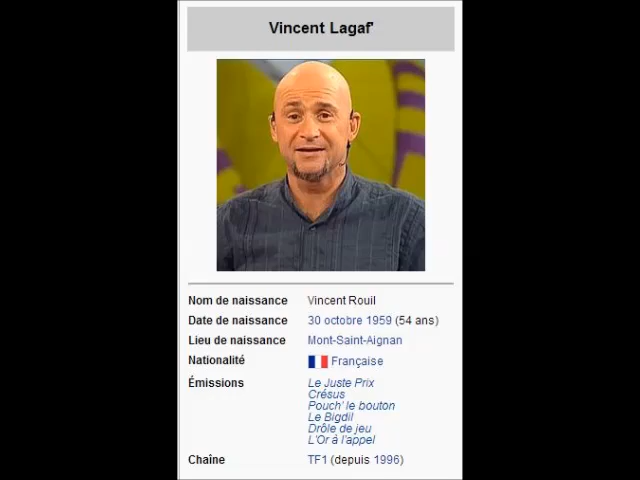 Vincent Lagaf'
Nom de naissance Vincent Rouil
Date de naissance 30 octobre 1959 (54 ans)
Lieu de naissance Mont-Saint-Aignan
Nationalité Française
Émissions Le Juste Prix
Crésus
Pouch' le bouton
Le Bigdil
Drôle de jeu
L'Or à l'appel
Chaîne TF1 (depuis 1996)